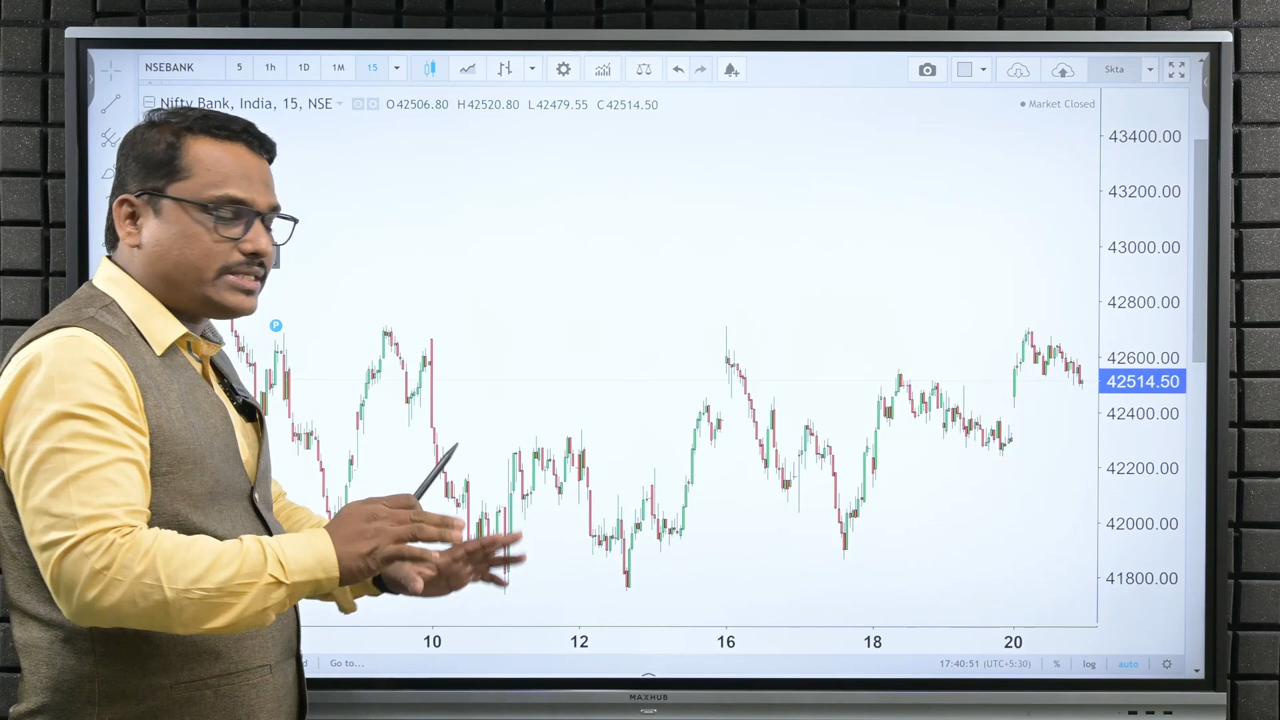 NSEBANK 5 1h 1D 1M 15 Skta
Nifty Bank, India, 15, NSE O42506.80 H42520.80 L42479.55 C42514.50 Market Closed
43400.00
43200.00
43000.00
42800.00
P
42600.00
42514.50
42400.00
42200.00
42000.00
41800.00
10 12 16 18 20
Go to... 17:40:51 (UTC+5:30) % log auto
MAXHUB